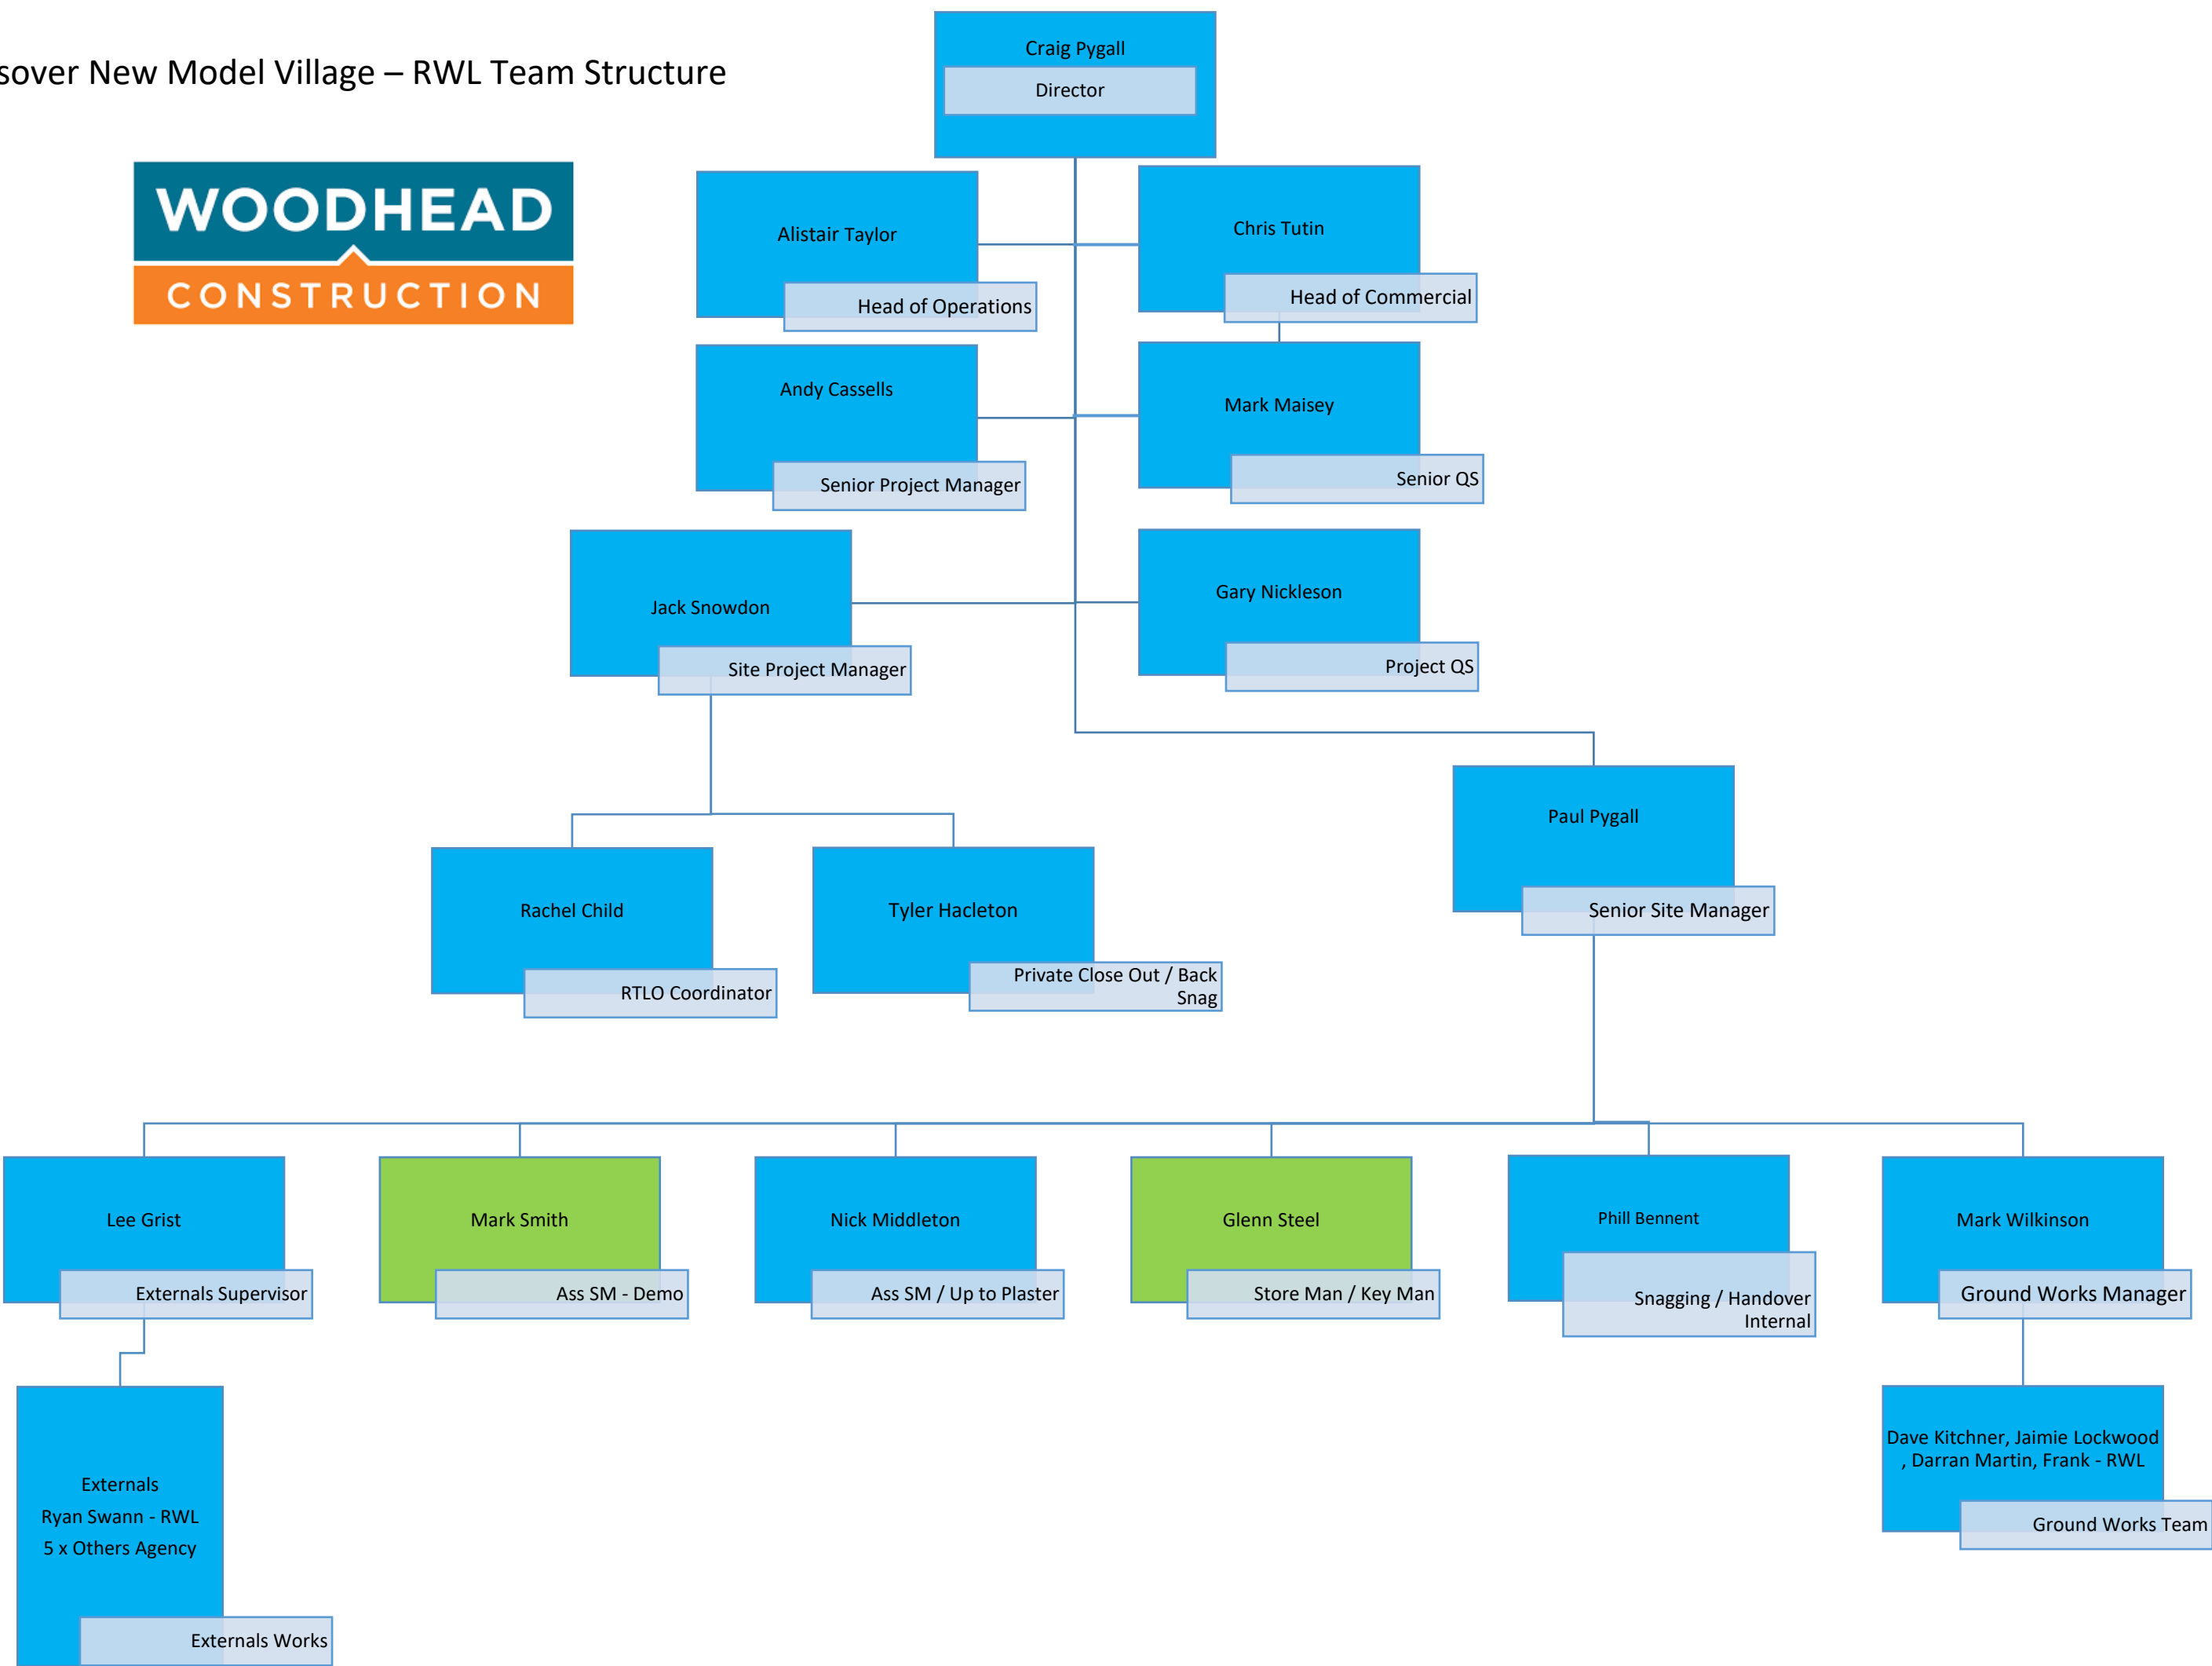 sover New Model Village – RWL Team Structure
WOODHEAD
CONSTRUCTION
Craig Pygall
Director
Alistair Taylor
Head of Operations
Chris Tutin
Head of Commercial
Andy Cassells
Senior Project Manager
Mark Maisey
Senior QS
Jack Snowdon
Site Project Manager
Gary Nickleson
Project QS
Paul Pygall
Senior Site Manager
Rachel Child
RTLO Coordinator
Tyler Hacleton
Private Close Out / Back
Snag
Lee Grist
Externals Supervisor
Mark Smith
Ass SM - Demo
Nick Middleton
Ass SM / Up to Plaster
Glenn Steel
Store Man / Key Man
Phill Bennent
Snagging / Handover
Internal
Mark Wilkinson
Ground Works Manager
Externals
Ryan Swann - RWL
5 x Others Agency
Externals Works
Dave Kitchner, Jaimie Lockwood
, Darran Martin, Frank - RWL
Ground Works Team